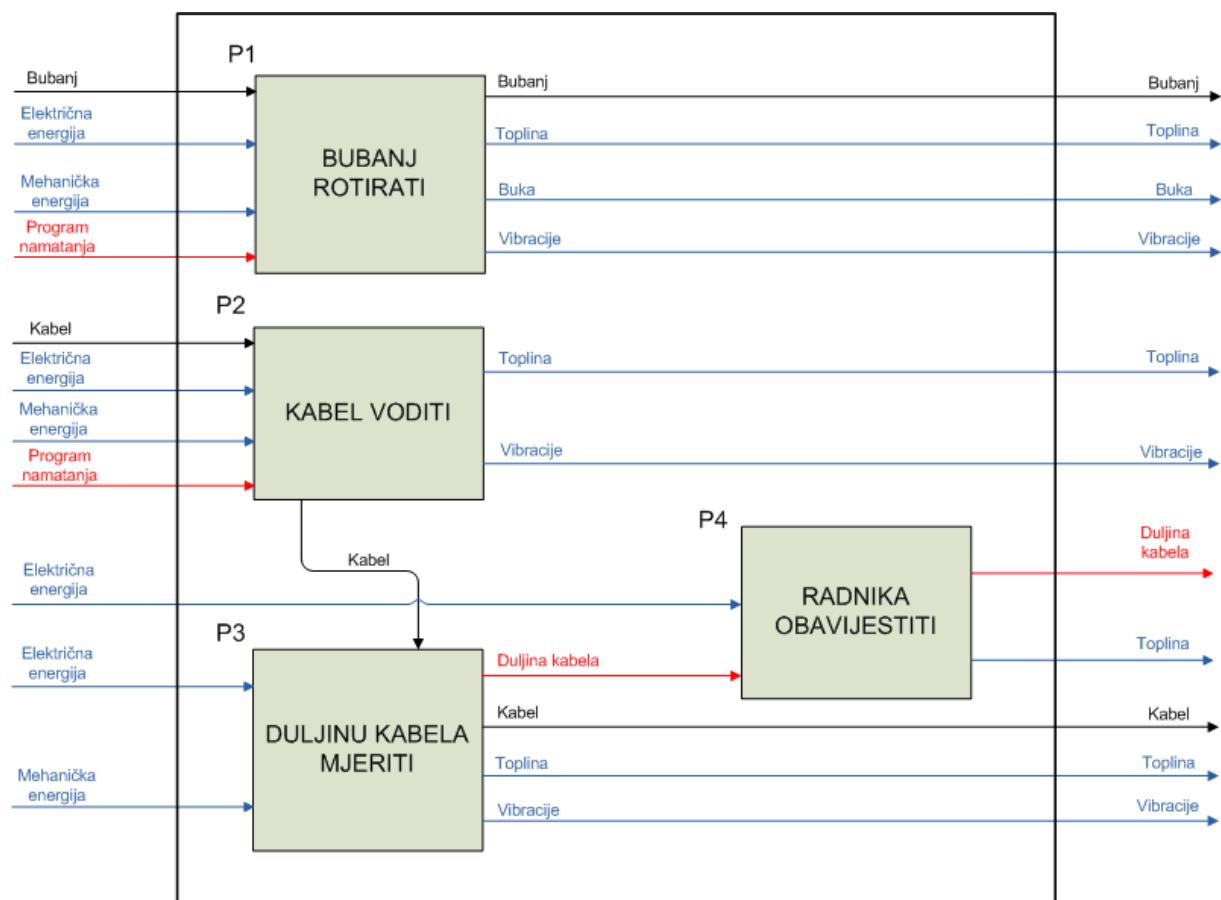 P1
Bubanj
Električna
energija
Mehanička
energija
Program
namatanja
BUBANJ
ROTIRATI
Bubanj
Toplina
Buka
Vibracije
Bubanj
Toplina
Buka
Vibracije
P2
Kabel
Električna
energija
Mehanička
energija
Program
namatanja
KABEL VODITI
Toplina
Vibracije
Toplina
Vibracije
Kabel
P4
Električna
energija
RADNIKA
OBAVIJESTITI
Duljina
kabela
Toplina
P3
Električna
energija
Mehanička
energija
DULJINU KABELA
MJERITI
Duljina kabela
Kabel
Toplina
Vibracije
Kabel
Toplina
Vibracije